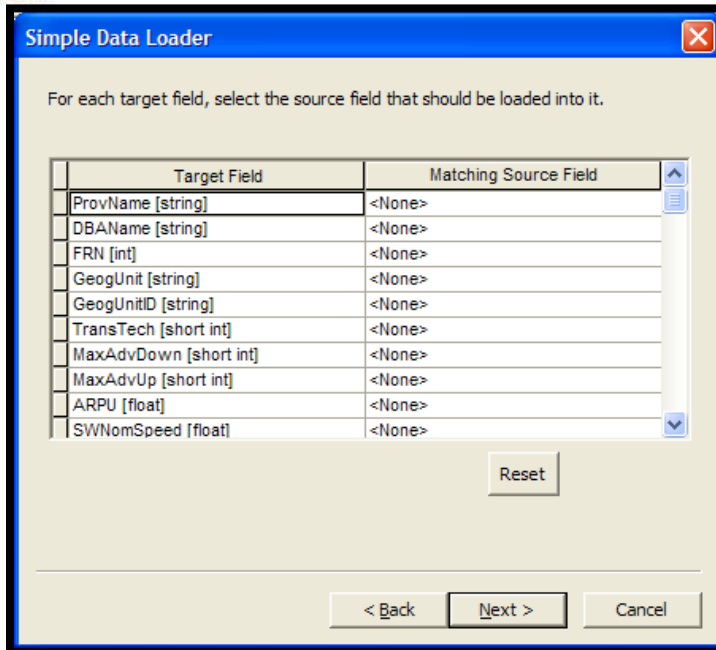 Simple Data Loader
For each target field, select the source field that should be loaded into it.
Target Field Matching Source Field
ProvName [string] <None>
DBAName [string] <None>
FRN [int] <None>
GeogUnit [string] <None>
GeogUnitID [string] <None>
TransTech [short int] <None>
MaxAdvDown [short int] <None>
MaxAdvUp [short int] <None>
ARPU [float] <None>
SWNomSpeed [float] <None>
Reset
< Back Next > Cancel